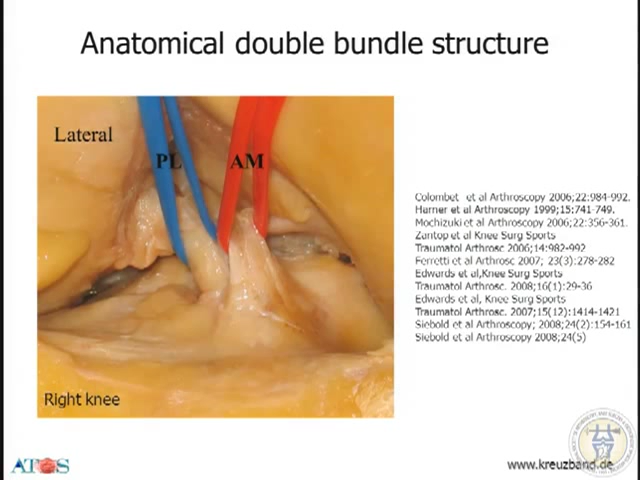 Anatomical double bundle structure
Lateral
PL
AM
Colombet et al Arthroscopy 2006;22:984-992.
Harner et al Arthroscopy 1999;15:741-749.
Mochizuki et al Arthroscopy 2006;22:356-361.
Zantop et al Knee Surg Sports
Traumatol Arthrosc 2006;14:982-992
Ferretti et al Arthrosc 2007; 23(3):278-282
Edwards et al,Knee Surg Sports
Traumatol Arthrosc. 2008;16(1):29-36
Edwards et al, Knee Surg Sports
Traumatol Arthrosc. 2007;15(12):1414-1421
Siebold et al Arthroscopy; 2008;24(2):154-161
Siebold et al Arthroscopy 2008;24(5)
Right knee
ATOS
www.kreuzband.de